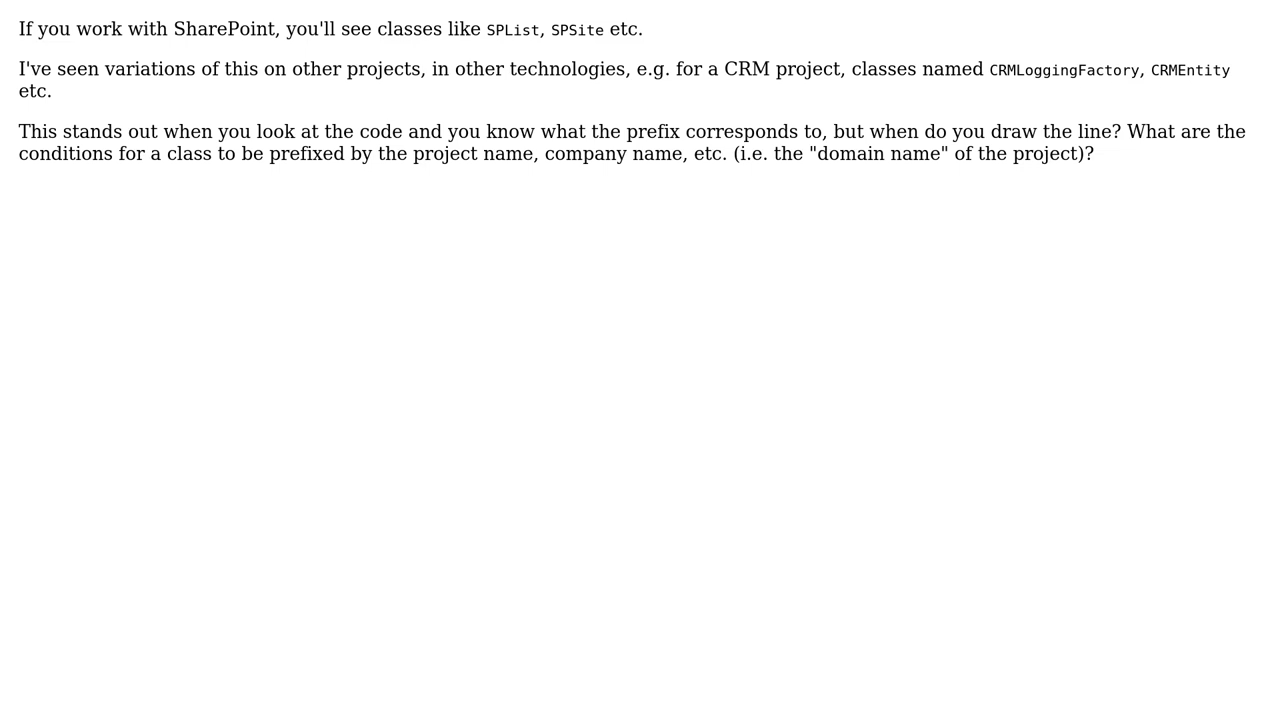 If you work with SharePoint, you'll see classes like SPList, SPSite etc.
I've seen variations of this on other projects, in other technologies, e.g. for a CRM project, classes named CRMLoggingFactory, CRMEntity
etc.
This stands out when you look at the code and you know what the prefix corresponds to, but when do you draw the line? What are the
conditions for a class to be prefixed by the project name, company name, etc. (i.e. the "domain name" of the project)?